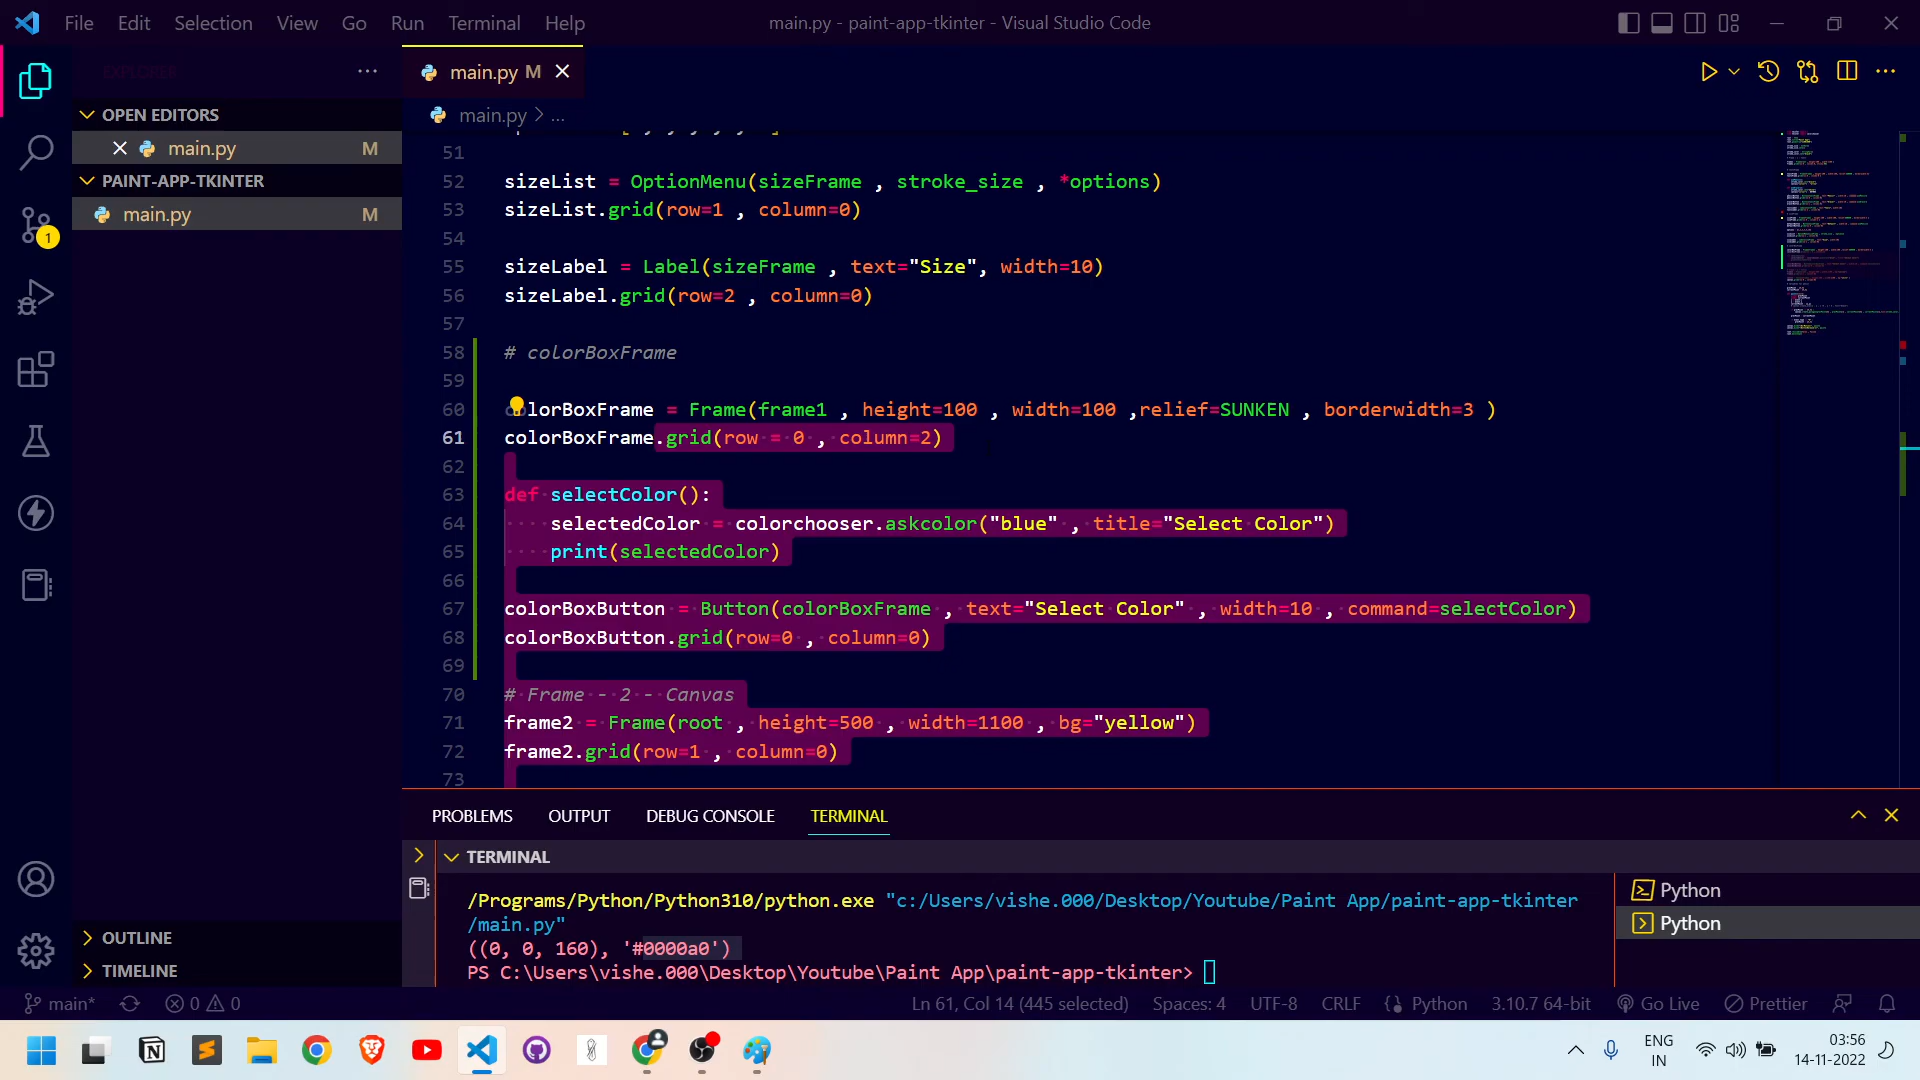 File Edit Selection View Go Run Terminal Help main.py - paint-app-tkinter - Visual Studio Code
EXPLORER
main.py M
OPEN EDITORS
main.py > ...
main.py M
PAINT-APP-TKINTER
main.py M
51
52 sizeList = OptionMenu(sizeFrame , stroke_size , *options)
53 sizeList.grid(row=1 , column=0)
54
55 sizeLabel = Label(sizeFrame , text="Size", width=10)
56 sizeLabel.grid(row=2 , column=0)
57
58 # colorBoxFrame
59
60 colorBoxFrame = Frame(frame1 , height=100 , width=100 ,relief=SUNKEN , borderwidth=3 )
61 colorBoxFrame.grid(row = 0 , column=2)
62
63 def selectColor():
64 selectedColor = colorchooser.askcolor("blue" , title="Select Color")
65 print(selectedColor)
66
67 colorBoxButton = Button(colorBoxFrame , text="Select Color" , width=10 , command=selectColor)
68 colorBoxButton.grid(row=0 , column=0)
69
70 # Frame - 2 - Canvas
71 frame2 = Frame(root , height=500 , width=1100 , bg="yellow")
72 frame2.grid(row=1 , column=0)
73
PROBLEMS OUTPUT DEBUG CONSOLE TERMINAL
TERMINAL
/Programs/Python/Python310/python.exe "c:/Users/vishe.000/Desktop/Youtube/Paint App/paint-app-tkinter
/main.py"
((0, 0, 160), '#0000a0')
PS C:\Users\vishe.000\Desktop\Youtube\Paint App\paint-app-tkinter>
Python
Python
1
OUTLINE
TIMELINE
main* 0 0 Ln 61, Col 14 (445 selected) Spaces: 4 UTF-8 CRLF Python 3.10.7 64-bit Go Live Prettier
ENG
IN
03:56
14-11-2022